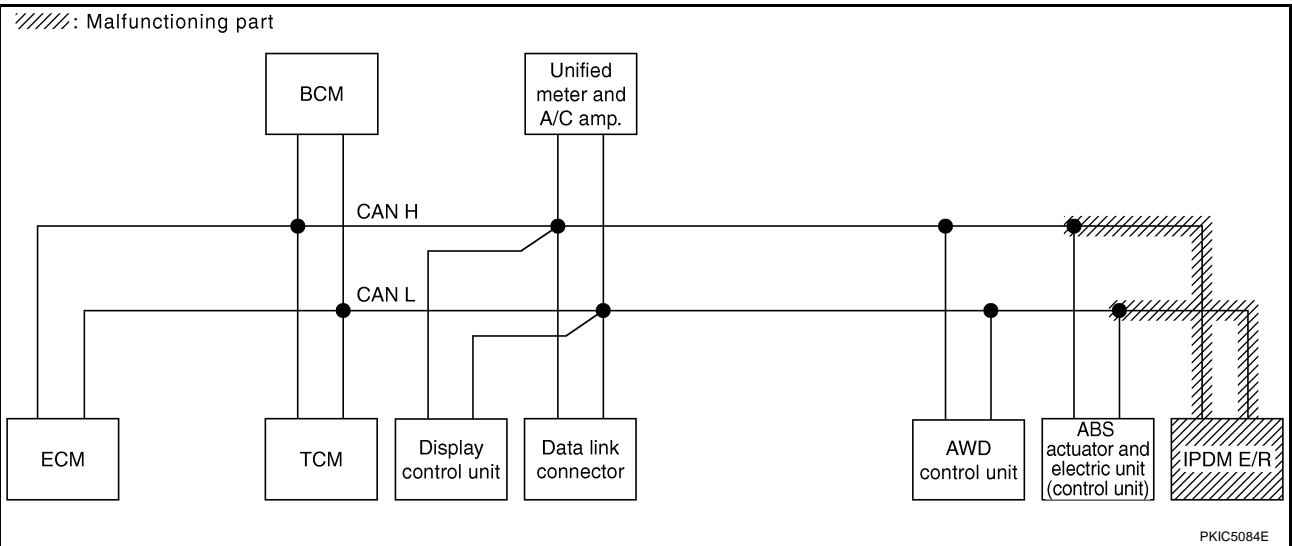 : Malfunctioning part
BCM
Unified
meter and
A/C amp.
CAN H
CAN L
ECM
TCM
Display
control unit
Data link
connector
AWD
control unit
ABS
actuator and
electric unit
(control unit)
IPDM E/R
PKIC5084E